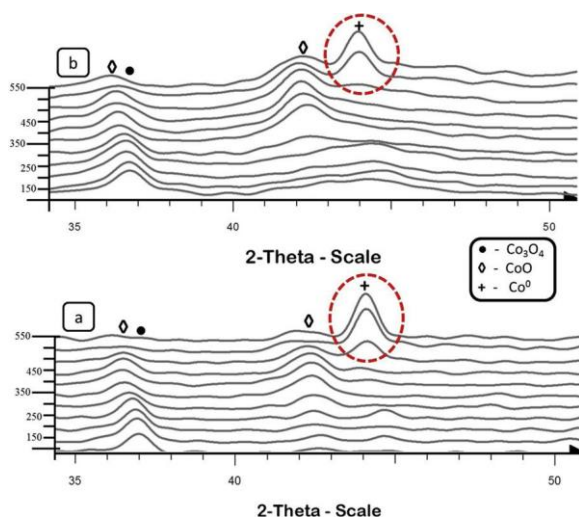 ◊ ● ◊ +
b
550
450
350
250
150
35 40 45 50
2-Theta - Scale
● - Co₃O₄
◊ - CoO
+ - Co⁰
a
◊ ● ◊ +
550
450
350
250
150
35 40 45 50
2-Theta - Scale